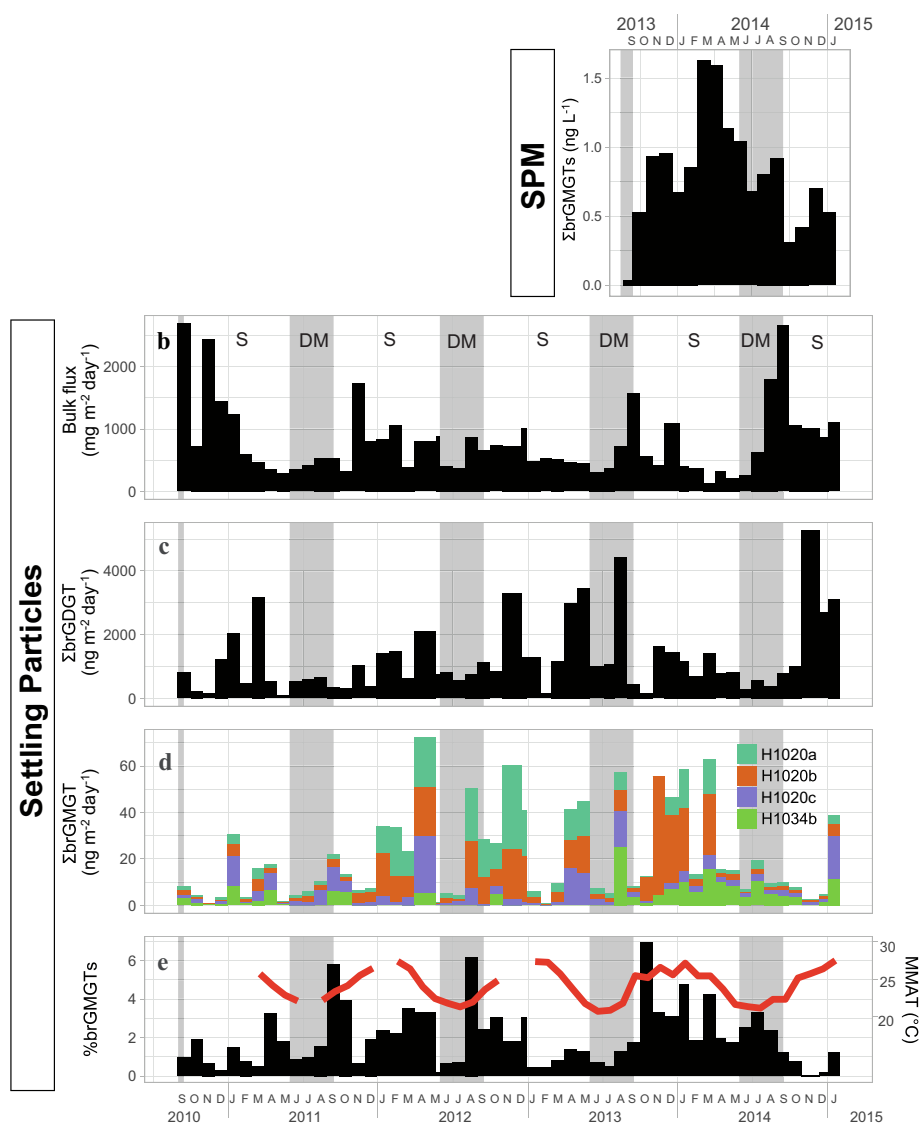 2013 2014 2015
S O N D J F M A M J J A S O N D J
SPM
ΣbrGMGTs (ng L⁻¹)
1.5
1.0
0.5
0.0
Settling Particles
b S DM S DM S DM S DM S
Bulk flux
(mg m⁻² day⁻¹)
2000
1000
0
c
ΣbrGDGT
(ng m⁻² day⁻¹)
4000
2000
0
d
ΣbrGMGT
(ng m⁻² day⁻¹)
60
40
20
0
H1020a
H1020b
H1020c
H1034b
e
%brGMGTs
6
4
2
0
30
25
20
MMAT (°C)
S O N D J F M A M J J A S O N D J F M A M J J A S O N D J F M A M J J A S O N D J F M A M J J A S O N D J
2010 2011 2012 2013 2014 2015